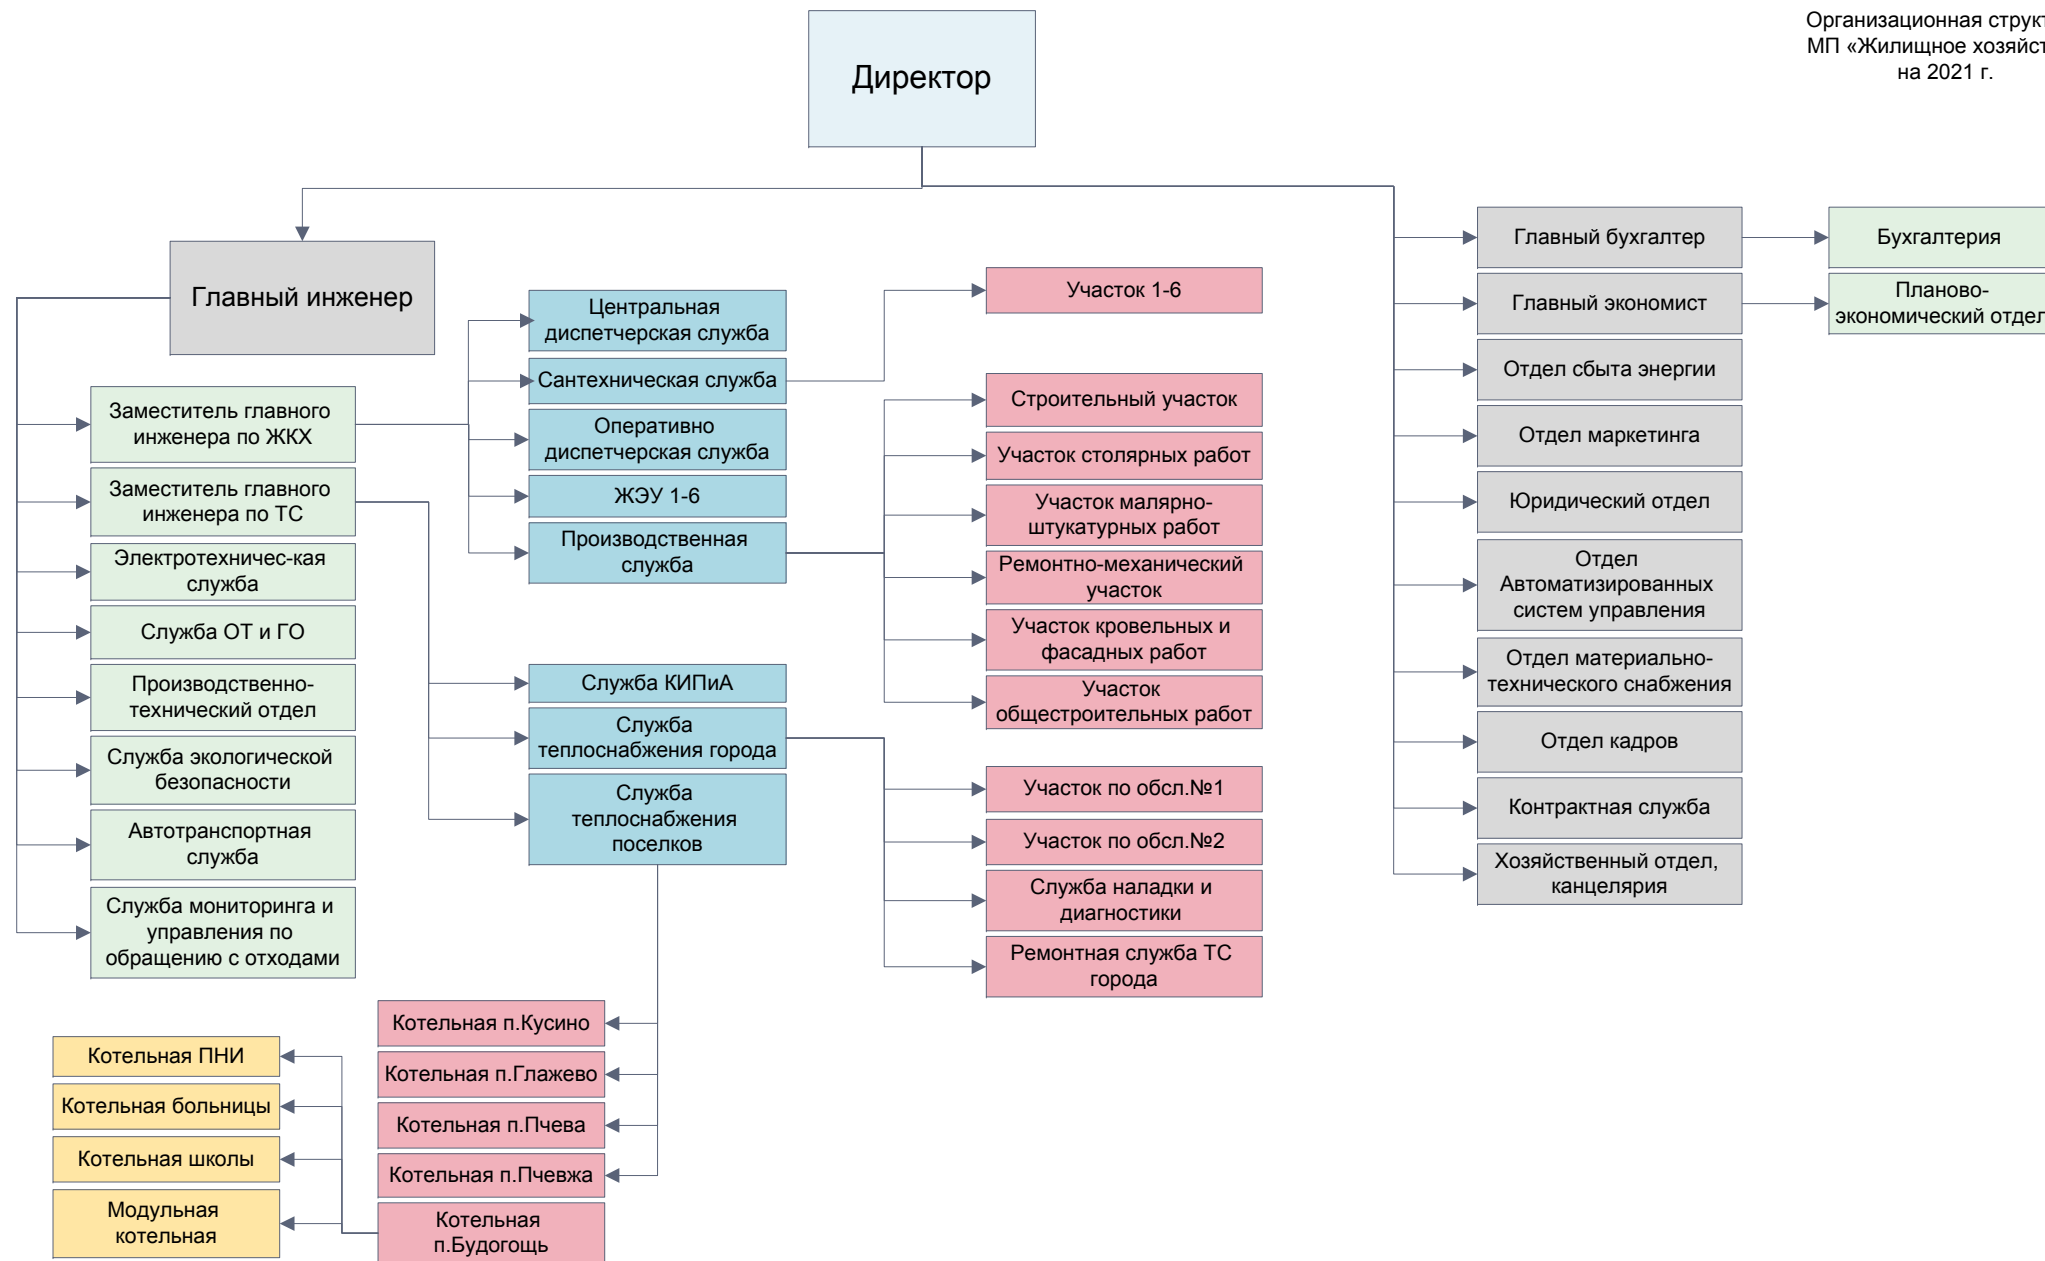 Организационная
МП «Жилищное
на 2021 г.
Директор
Главный инженер
Заместитель главного
инженера по ЖКХ
Заместитель главного
инженера по ТС
Электротехничес-кая
служба
Служба ОТ и ГО
Производственно-
технический отдел
Служба экологической
безопасности
Автотранспортная
служба
Служба мониторинга и
управления по
обращению с отходами
Центральная
диспетчерская служба
Сантехническая служба
Оперативно
диспетчерская служба
ЖЭУ 1-6
Производственная
служба
Служба КИПиА
Служба
теплоснабжения города
Служба
теплоснабжения
поселков
Участок 1-6
Строительный участок
Участок столярных работ
Участок малярно-
штукатурных работ
Ремонтно-механический
участок
Участок кровельных и
фасадных работ
Участок
общестроительных работ
Участок по обсл.№1
Участок по обсл.№2
Служба наладки и
диагностики
Ремонтная служба ТС
города
Котельная п.Кусино
Котельная п.Глажево
Котельная п.Пчева
Котельная п.Пчевжа
Котельная
п.Будогощь
Котельная ПНИ
Котельная больницы
Котельная школы
Модульная
котельная
Главный бухгалтер
Главный экономист
Отдел сбыта энергии
Отдел маркетинга
Юридический отдел
Отдел
Автоматизированных
систем управления
Отдел материально-
технического снабжения
Отдел кадров
Контрактная служба
Хозяйственный отдел,
канцелярия
Бухгалтерия
Планово-
экономический отдел